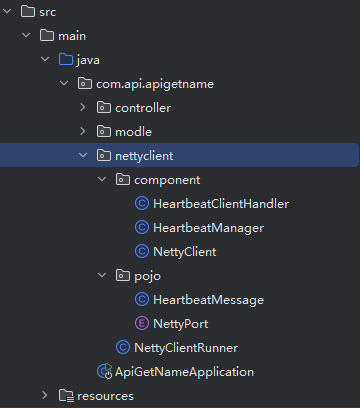 src
main
java
com.api.apigetname
controller
modle
nettyclient
component
HeartbeatClientHandler
HeartbeatManager
NettyClient
pojo
HeartbeatMessage
NettyPort
NettyClientRunner
ApiGetNameApplication
resources